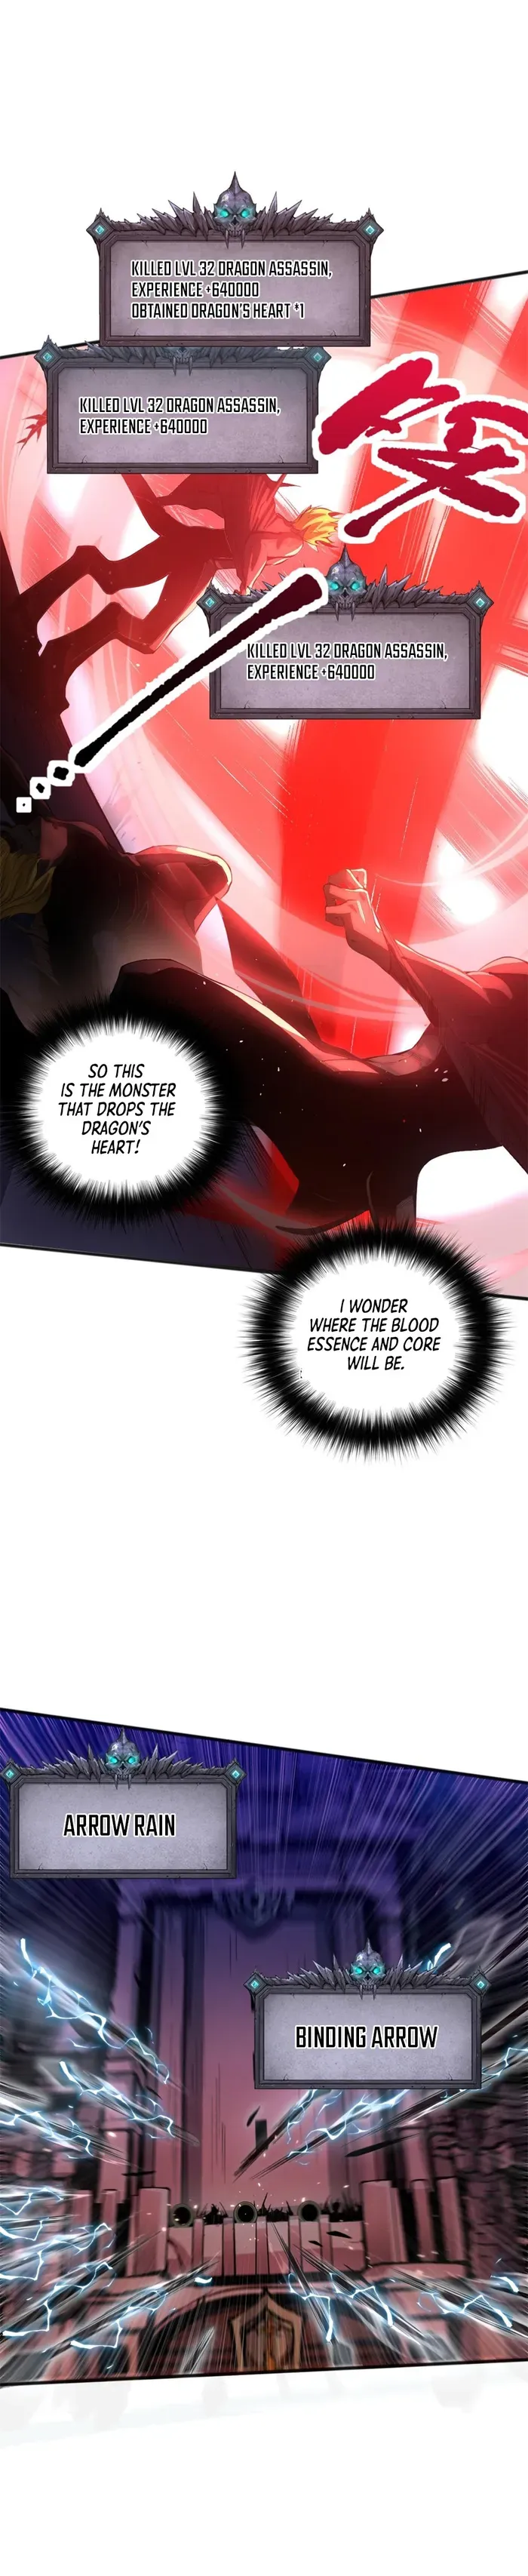 KILLED LVL 32 DRAGON ASSASSIN,
EXPERIENCE +640000
OBTAINED DRAGON'S HEART *1
KILLED LVL 32 DRAGON ASSASSIN,
EXPERIENCE +640000
KILLED LVL 32 DRAGON ASSASSIN,
EXPERIENCE +640000
SO THIS
IS THE MONSTER
THAT DROPS THE
DRAGON'S
HEART!
I WONDER
WHERE THE BLOOD
ESSENCE AND CORE
WILL BE.
ARROW RAIN
BINDING ARROW